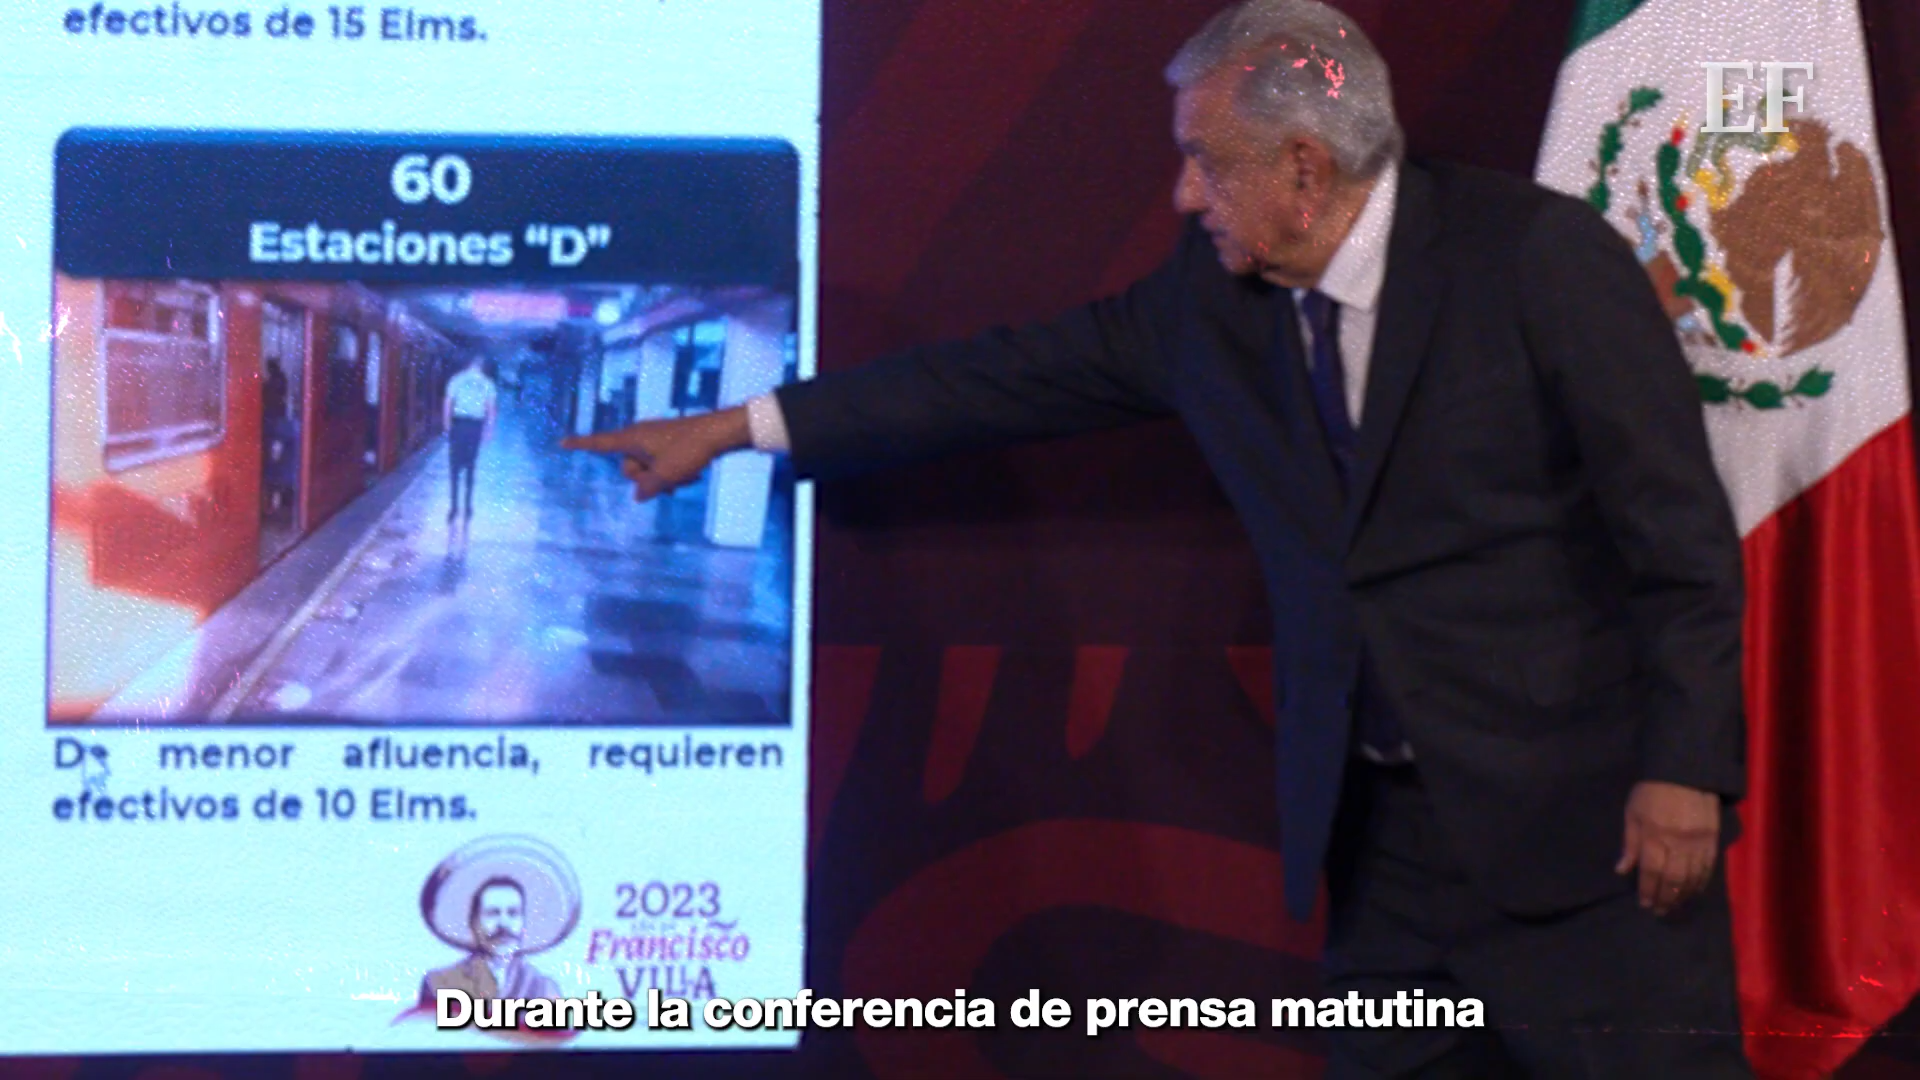 efectivos de 15 Elms.
60
Estaciones “D”
De menor afluencia, requieren
efectivos de 10 Elms.
2023
Francisco
VILLA
EF
Durante la conferencia de prensa matutina